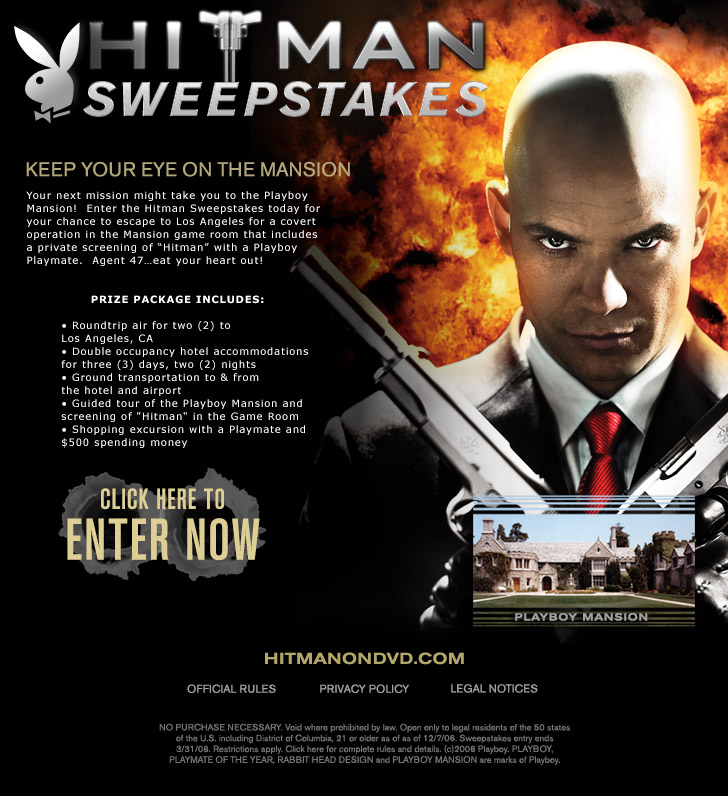 HITMAN
SWEEPSTAKES
KEEP YOUR EYE ON THE MANSION
Your next mission might take you to the Playboy
Mansion!  Enter the Hitman Sweepstakes today for
your chance to escape to Los Angeles for a covert
operation in the Mansion game room that includes
a private screening of “Hitman” with a Playboy
Playmate.  Agent 47…eat your heart out!
PRIZE PACKAGE INCLUDES:
• Roundtrip air for two (2) to
Los Angeles, CA
• Double occupancy hotel accommodations
for three (3) days, two (2) nights
• Ground transportation to & from
the hotel and airport
• Guided tour of the Playboy Mansion and
screening of "Hitman" in the Game Room
• Shopping excursion with a Playmate and
$500 spending money
CLICK HERE TO
ENTER NOW
PLAYBOY MANSION
HITMANONDVD.COM
OFFICIAL RULES
PRIVACY POLICY
LEGAL NOTICES
NO PURCHASE NECESSARY. Void where prohibited by law. Open only to legal residents of the 50 states
of the U.S. including District of Columbia, 21 or older as of as of 12/7/06. Sweepstakes entry ends
3/31/08. Restrictions apply. Click here for complete rules and details. (c)2008 Playboy. PLAYBOY,
PLAYMATE OF THE YEAR, RABBIT HEAD DESIGN and PLAYBOY MANSION are marks of Playboy.